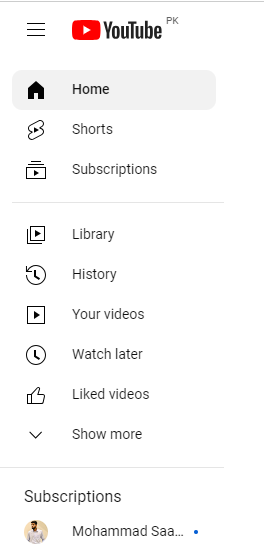 YouTube PK
Home
Shorts
Subscriptions
Library
History
Your videos
Watch later
Liked videos
Show more
Subscriptions
Mohammad Saa...